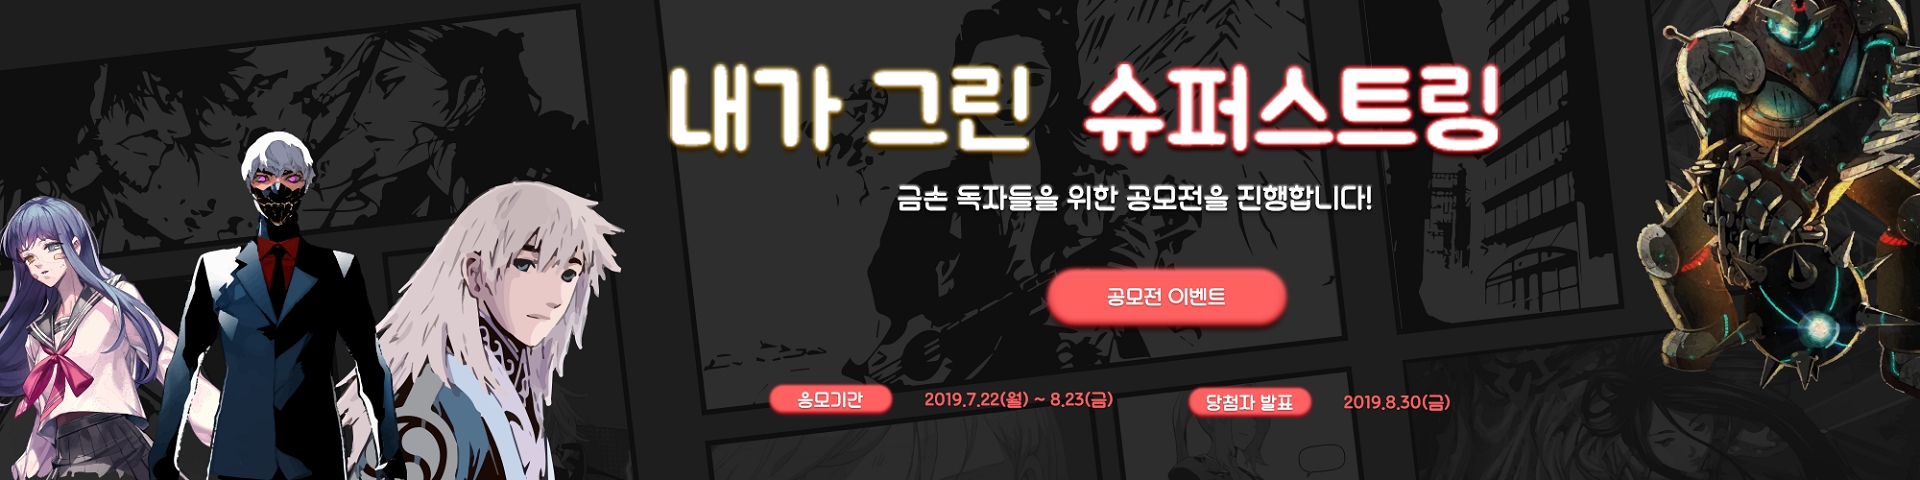 내가 그린 슈퍼스트링
금손 독자들을 위한 공모전을 진행합니다!
공모전 이벤트
응모기간 2019.7.22(월) ~ 8.23(금) 당첨자 발표 2019.8.30(금)